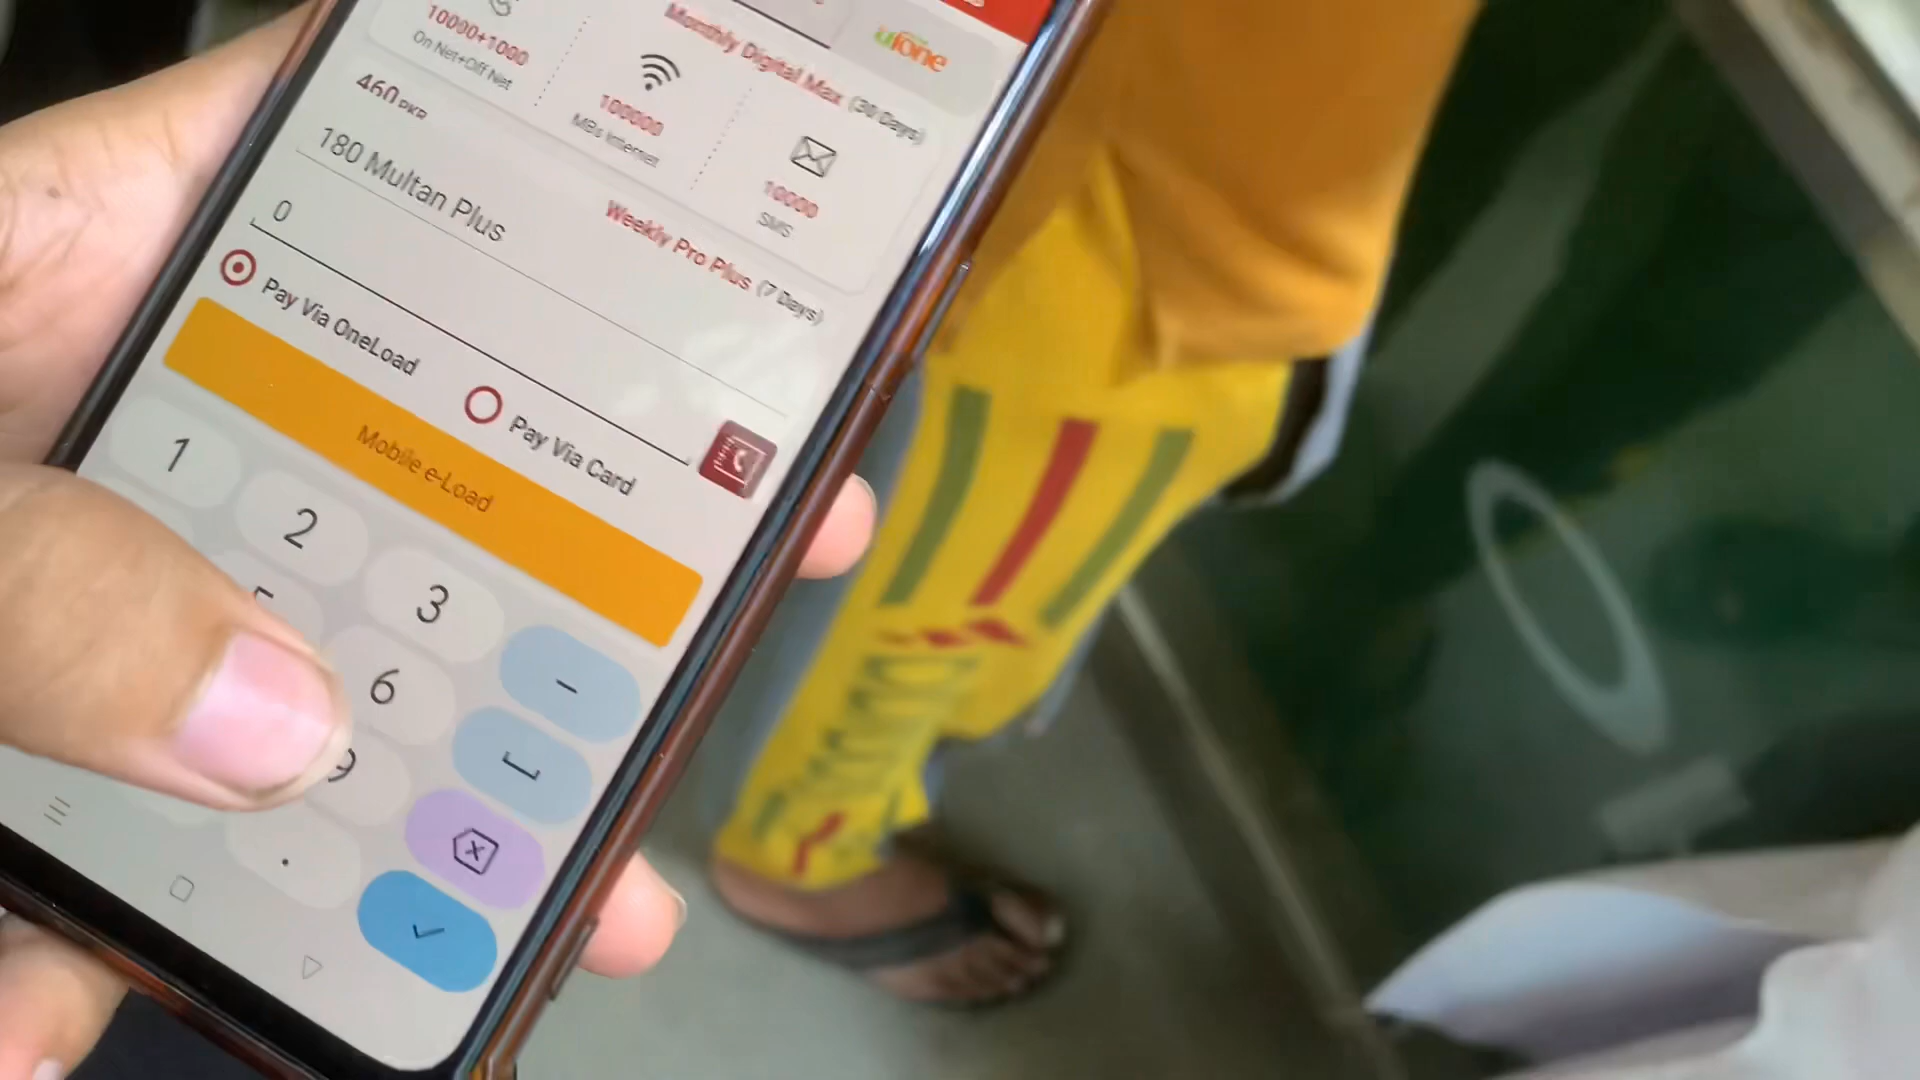 ufone
Monthly Digital Max (30 Days)
10000+1000
On Net+Off Net
100000
MBs Internet
10000
SMS
460 PKR
Weekly Pro Plus (7 Days)
180 Multan Plus
0
Pay Via OneLoad
Pay Via Card
Mobile e-Load
1
2
3
-
6
9
.